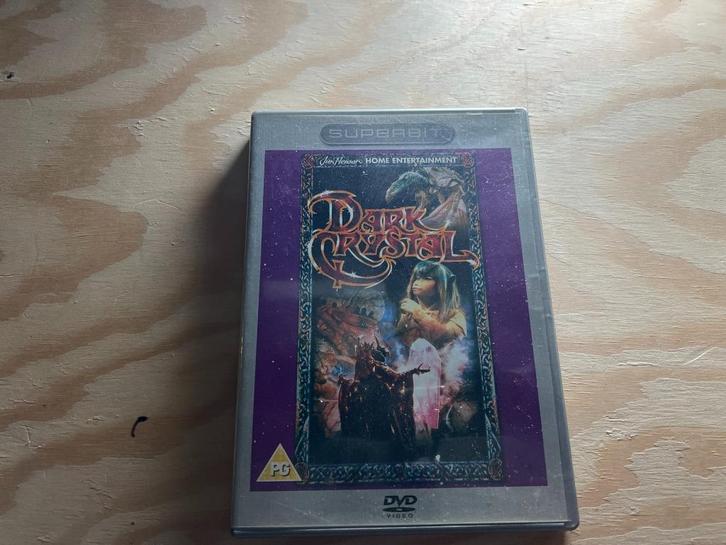 SUPERBIT
Jim Henson HOME ENTERTAINMENT
DARK
CRYSTAL
PG
DVD
VIDEO